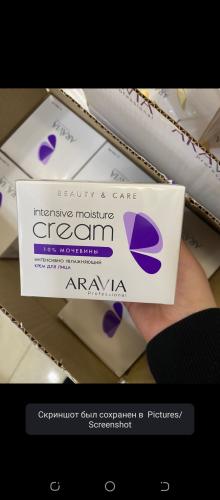 BEAUTY & CARE
intensive moisture
cream
10% МОЧЕВИНЫ
ИНТЕНСИВНО УВЛАЖНЯЮЩИЙ
КРЕМ ДЛЯ ЛИЦА
ARAVIA
Professional
ARAVIA
Скриншот был сохранен в Pictures/
Screenshot